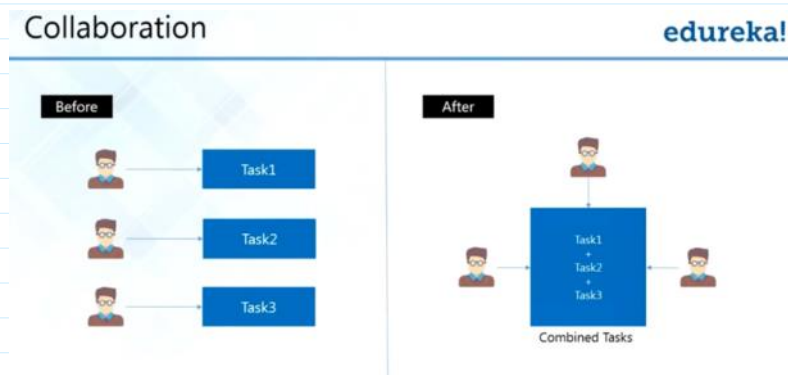 Collaboration
edureka!
Before
Task1
Task2
Task3
After
Task1
+
Task2
+
Task3
Combined Tasks